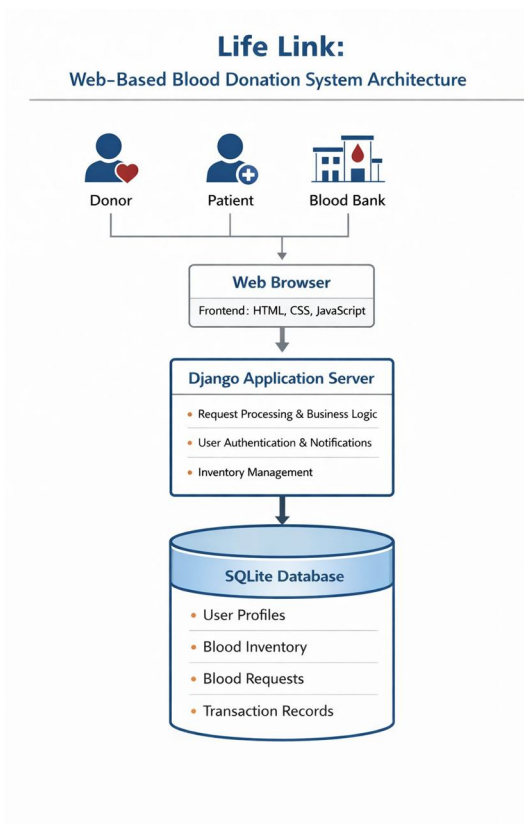 Life Link:
Web-Based Blood Donation System Architecture
Donor
Patient
Blood Bank
Web Browser
Frontend: HTML, CSS, JavaScript
Django Application Server
• Request Processing & Business Logic
• User Authentication & Notifications
• Inventory Management
SQLite Database
• User Profiles
• Blood Inventory
• Blood Requests
• Transaction Records